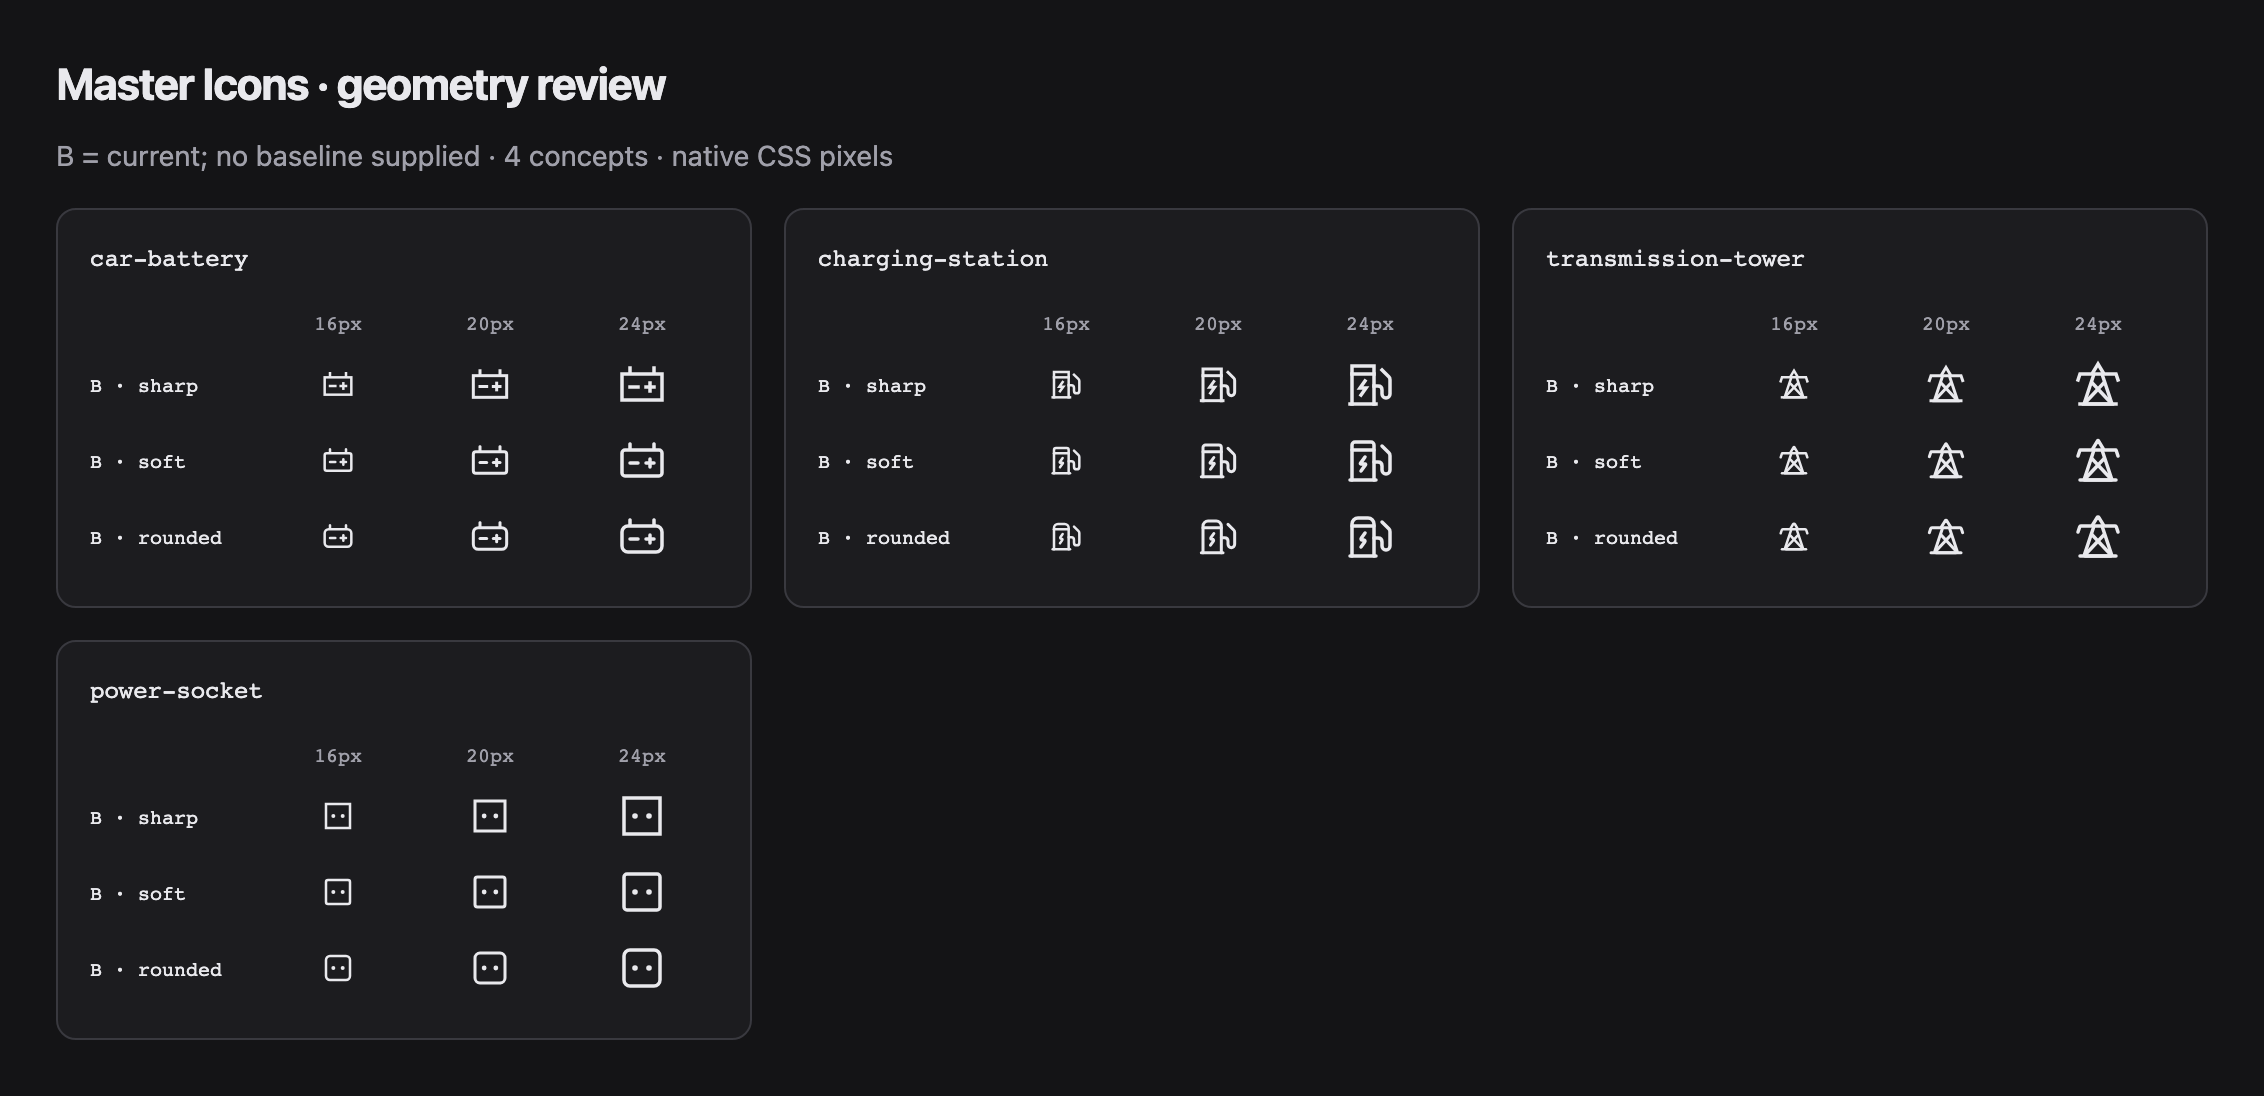 Master Icons · geometry review
B = current; no baseline supplied · 4 concepts · native CSS pixels
car-battery
16px 20px 24px
B · sharp
B · soft
B · rounded
charging-station
16px 20px 24px
B · sharp
B · soft
B · rounded
transmission-tower
16px 20px 24px
B · sharp
B · soft
B · rounded
power-socket
16px 20px 24px
B · sharp
B · soft
B · rounded